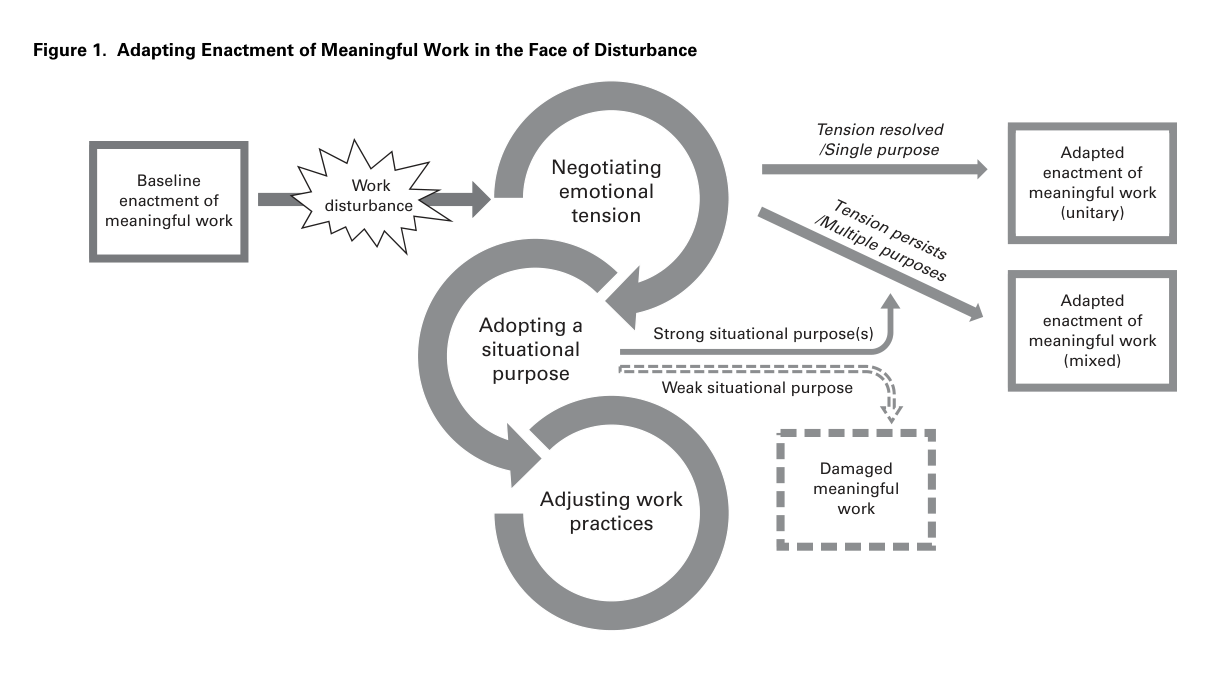 Figure 1. Adapting Enactment of Meaningful Work in the Face of Disturbance
Baseline
enactment of
meaningful work
Work
disturbance
Negotiating
emotional
tension
Tension resolved
/Single purpose
Adapted
enactment of
meaningful work
(unitary)
Tension persists
/Multiple purposes
Adapted
enactment of
meaningful work
(mixed)
Adopting a
situational
purpose
Strong situational purpose(s)
Weak situational purpose
Damaged
meaningful
work
Adjusting work
practices